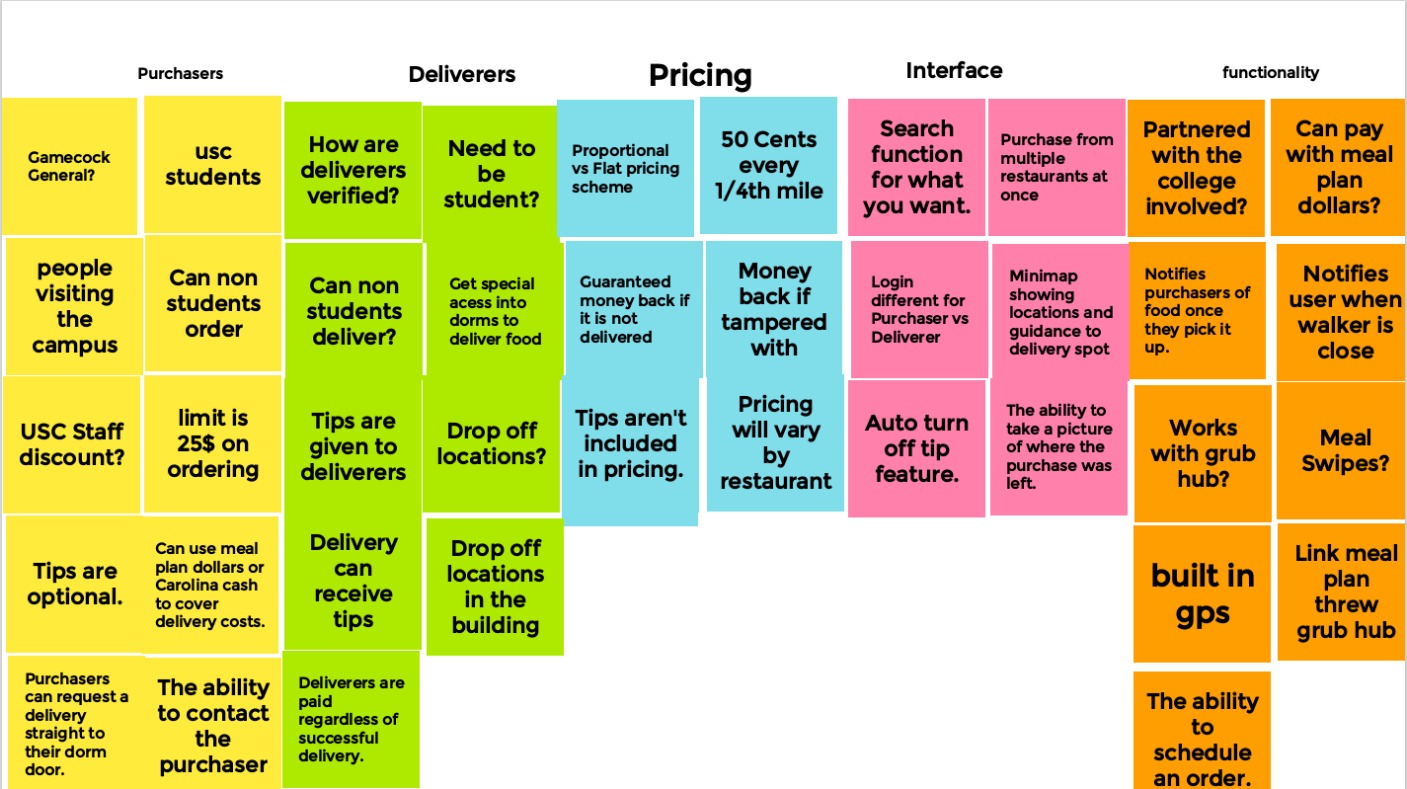 Purchasers
Deliverers
Pricing
Interface
functionality
Gamecock
General?
usc
students
people
visiting
the
campus
Can non
students
order
USC Staff
discount?
limit is
25$ on
ordering
Tips are
optional.
Can use meal
plan dollars or
Carolina cash
to cover
delivery costs.
Purchasers
can request a
delivery
straight to
their dorm
door.
The ability
to contact
the
purchaser
How are
deliverers
verified?
Need to
be
student?
Can non
students
deliver?
Get special
acess into
dorms to
deliver food
Tips are
given to
deliverers
Drop off
locations?
Delivery
can
receive
tips
Drop off
locations
in the
building
Deliverers are
paid
regardless of
successful
delivery.
Proportional
vs Flat pricing
scheme
50 Cents
every
1/4th mile
Guaranteed
money back if
it is not
delivered
Money
back if
tampered
with
Tips aren't
included
in pricing.
Pricing
will vary
by
restaurant
Search
function
for what
you want.
Purchase from
multiple
restaurants at
once
Login
different for
Purchaser vs
Deliverer
Minimap
showing
locations and
guidance to
delivery spot
Auto turn
off tip
feature.
The ability to
take a picture
of where the
purchase was
left.
Partnered
with the
college
involved?
Can pay
with meal
plan
dollars?
Notifies
purchasers of
food once
they pick it
up.
Notifies
user when
walker is
close
Works
with grub
hub?
Meal
Swipes?
built in
gps
Link meal
plan
threw
grub hub
The ability
to
schedule
an order.